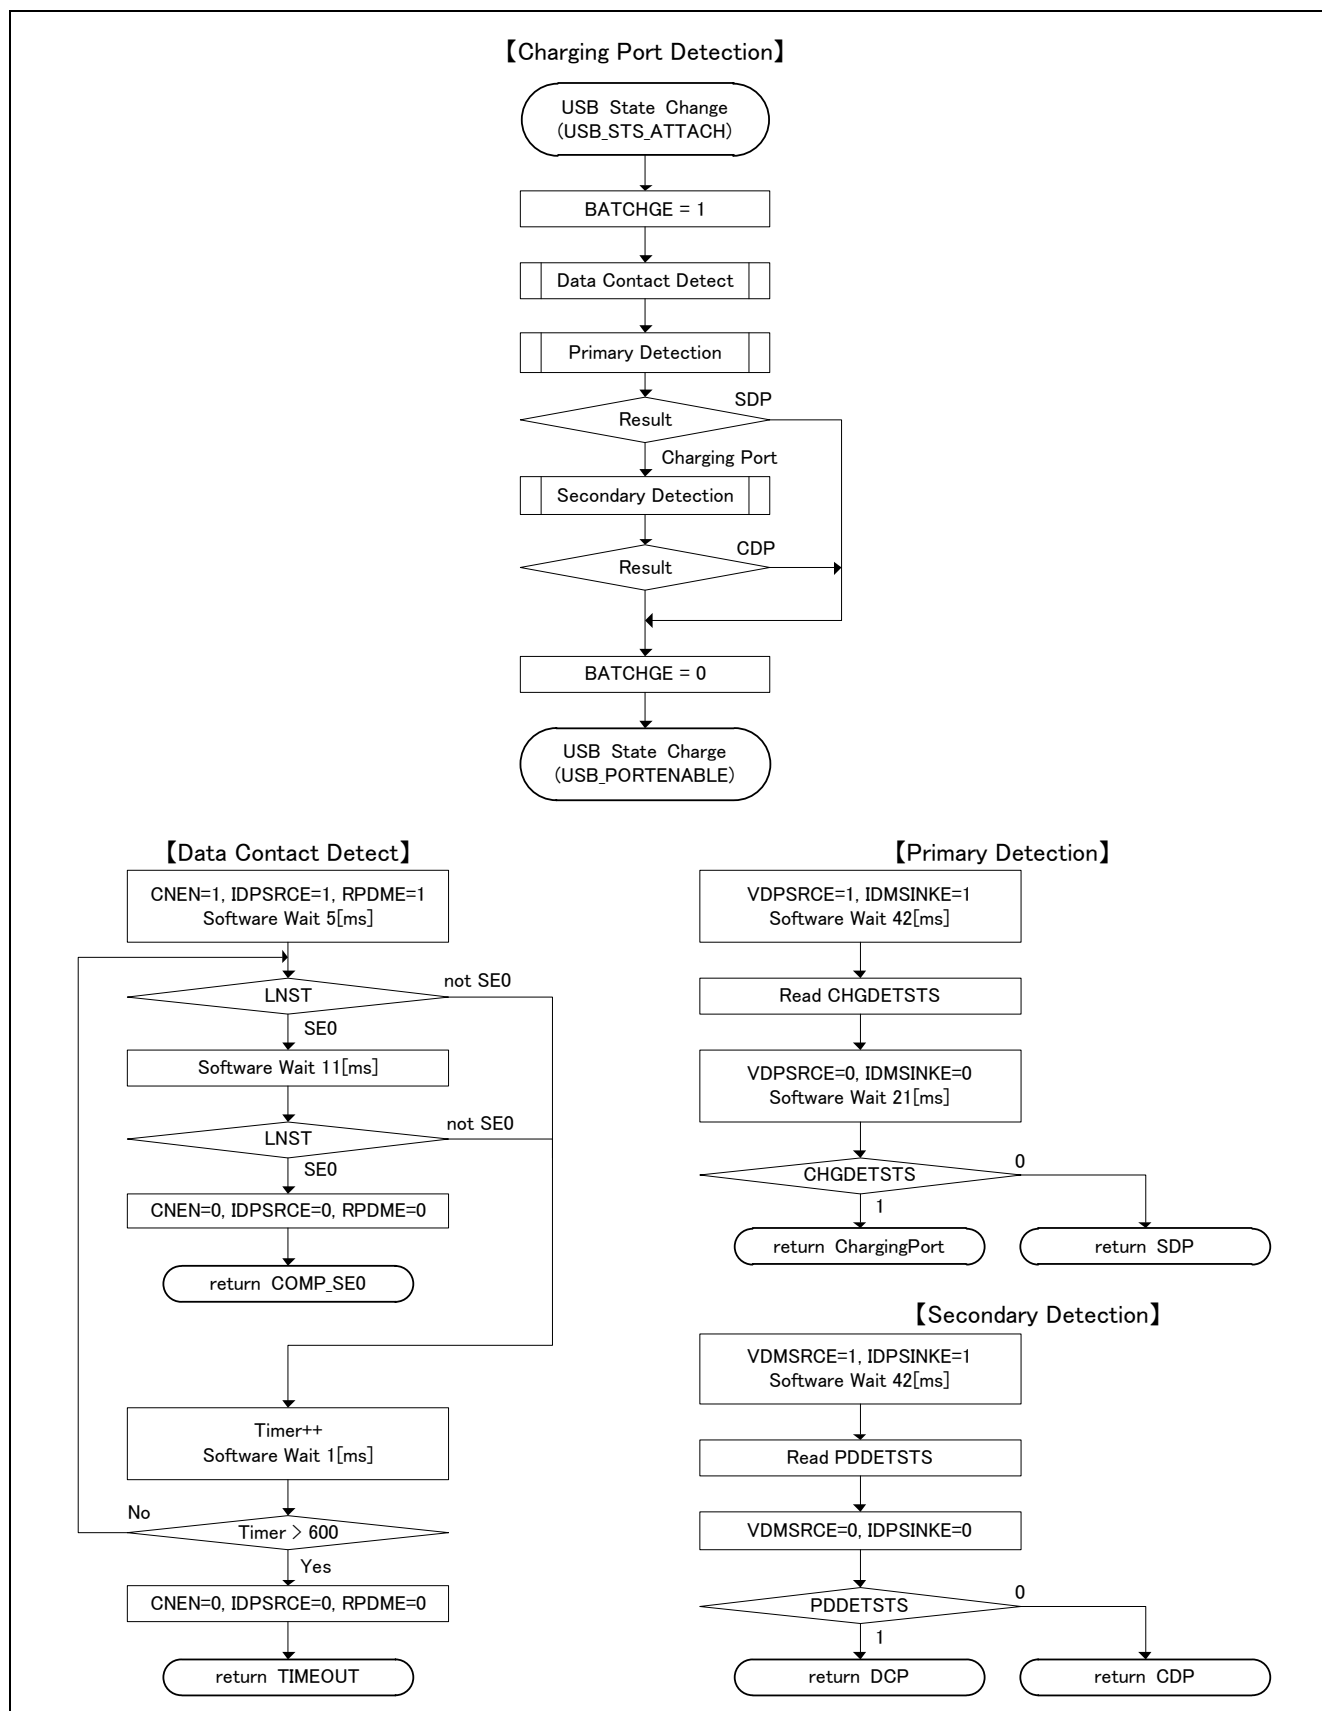 【Charging Port Detection】
USB State Change
(USB_STS_ATTACH)
BATCHGE = 1
Data Contact Detect
Primary Detection
SDP
Result
Charging Port
Secondary Detection
CDP
Result
BATCHGE = 0
USB State Charge
(USB_PORTENABLE)
【Data Contact Detect】
CNEN=1, IDPSRCE=1, RPDME=1
Software Wait 5[ms]
not SE0
LNST
SE0
Software Wait 11[ms]
not SE0
LNST
SE0
CNEN=0, IDPSRCE=0, RPDME=0
return COMP_SE0
Timer++
Software Wait 1[ms]
No
Timer > 600
Yes
CNEN=0, IDPSRCE=0, RPDME=0
return TIMEOUT
【Primary Detection】
VDPSRCE=1, IDMSINKE=1
Software Wait 42[ms]
Read CHGDETSTS
VDPSRCE=0, IDMSINKE=0
Software Wait 21[ms]
0
CHGDETSTS
1
return ChargingPort
return SDP
【Secondary Detection】
VDMSRCE=1, IDPSINKE=1
Software Wait 42[ms]
Read PDDETSTS
VDMSRCE=0, IDPSINKE=0
0
PDDETSTS
1
return DCP
return CDP